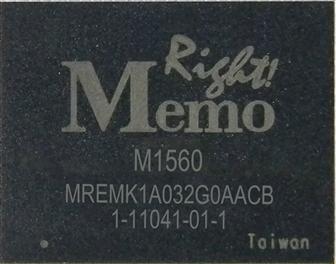 Right!
Memo
M1560
MREMK1A032G0AACB
1-11041-01-1
Taiwan